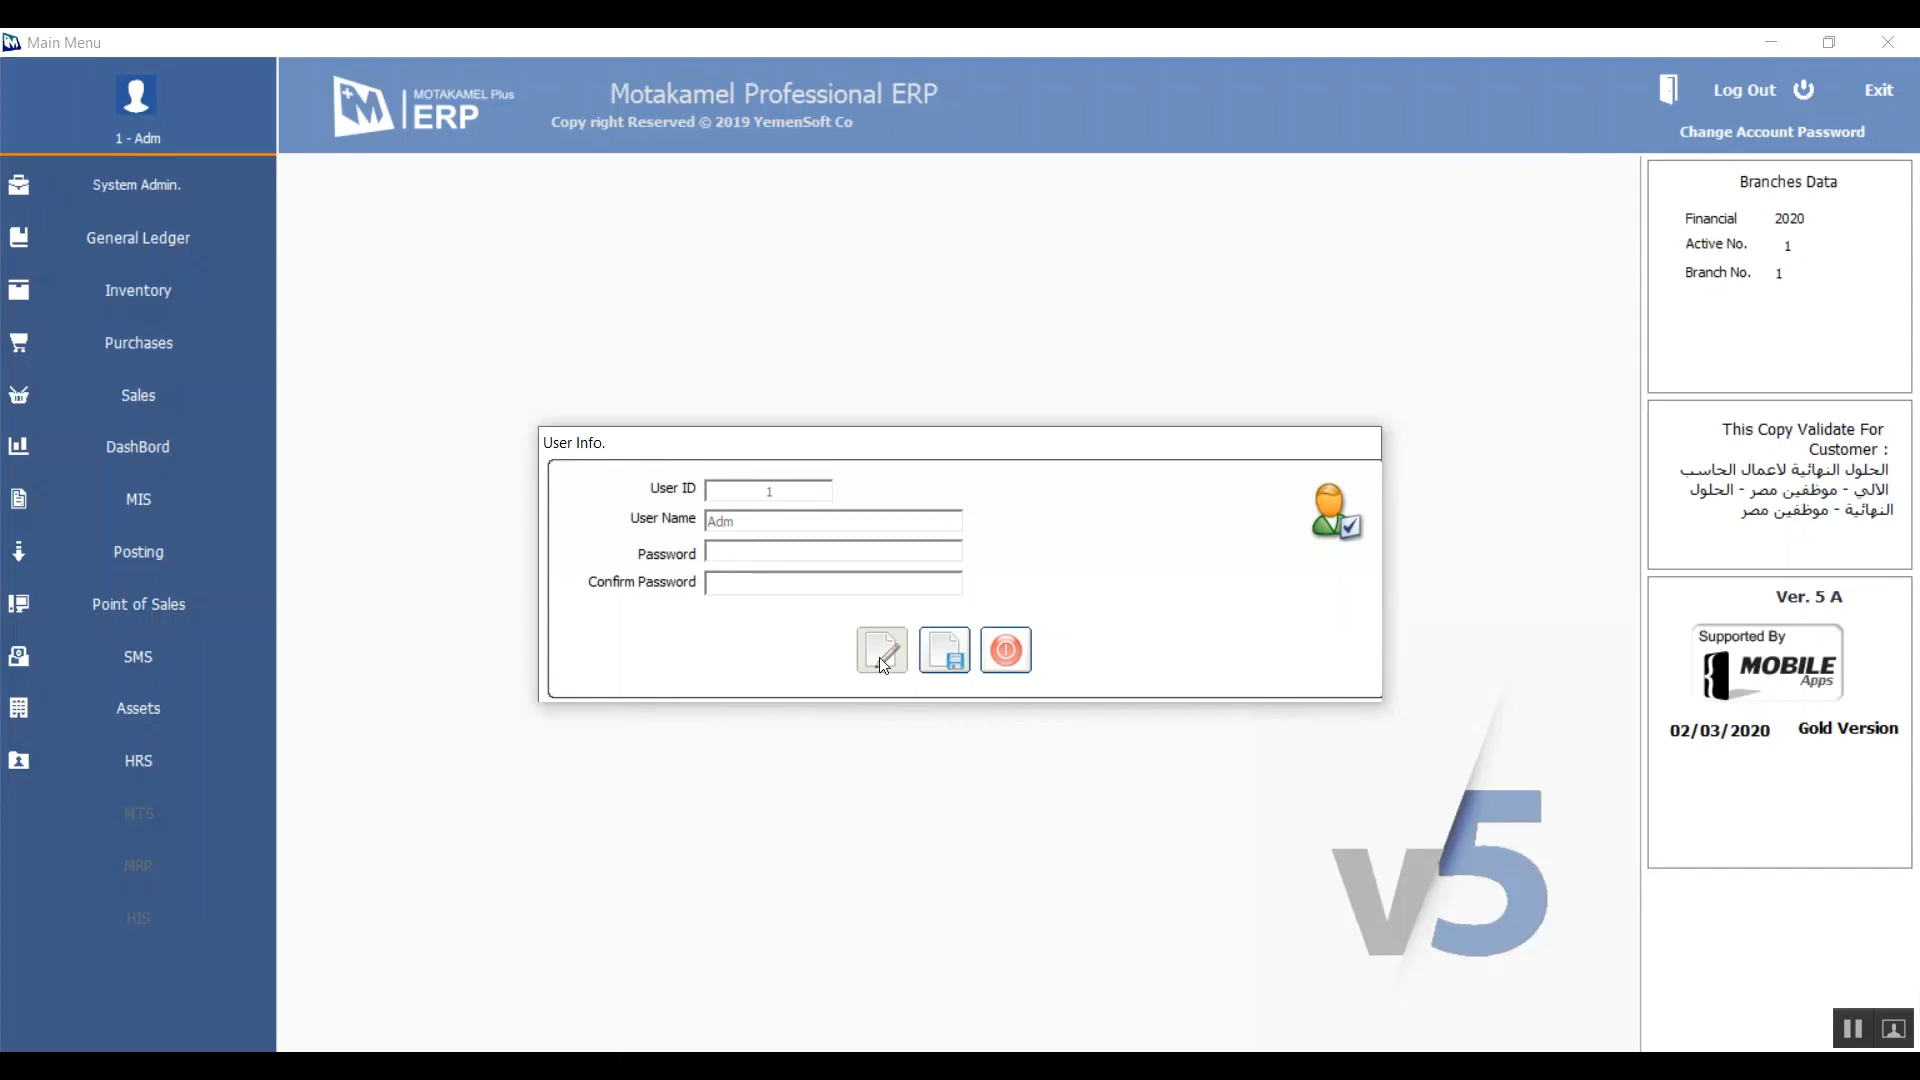 Main Menu
1 - Adm
MOTAKAMEL Plus
ERP
Motakamel Professional ERP
Copy right Reserved © 2019 YemenSoft Co
Log Out
Exit
Change Account Password
System Admin.
General Ledger
Inventory
Purchases
Sales
DashBord
MIS
Posting
Point of Sales
SMS
Assets
HRS
MTS
MRP
HIS
User Info.
User ID 1
User Name Adm
Password
Confirm Password
Branches Data
Financial 2020
Active No. 1
Branch No. 1
This Copy Validate For
Customer :
الحلول النهائية لاعمال الحاسب
الالي - موظفين مصر - الحلول
النهائية - موظفين مصر
Ver. 5 A
Supported By
MOBILE
Apps
02/03/2020 Gold Version
v5